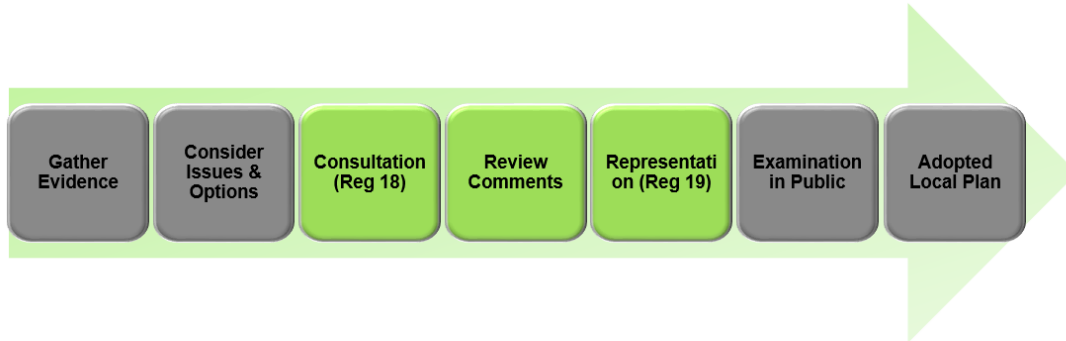 Gather
Evidence
Consider
Issues &
Options
Consultation
(Reg 18)
Review
Comments
Representati
on (Reg 19)
Examination
in Public
Adopted
Local Plan